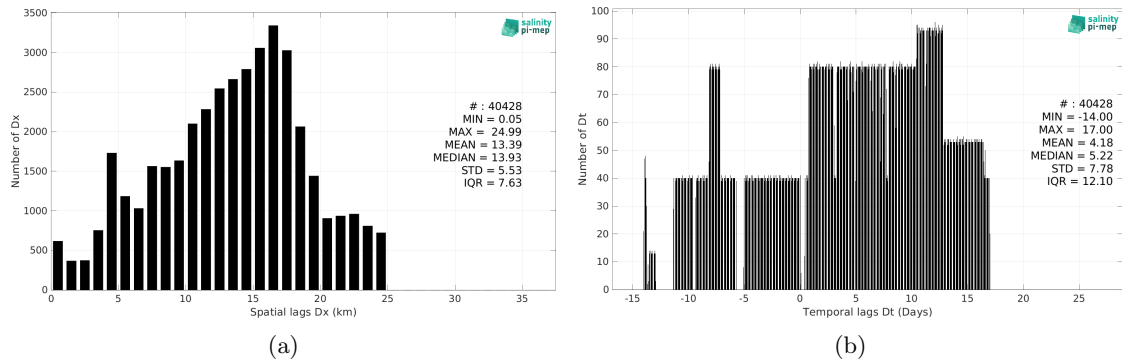 salinity
pi-mep
3500
3000
2500
2000
1500
1000
500
0
Number of Dx
# : 40428
MIN = 0.05
MAX = 24.99
MEAN = 13.39
MEDIAN = 13.93
STD = 5.53
IQR = 7.63
0 5 10 15 20 25 30 35
Spatial lags Dx (km)
(a)
salinity
pi-mep
100
90
80
70
60
50
40
30
20
10
0
Number of Dt
# : 40428
MIN = -14.00
MAX = 17.00
MEAN = 4.18
MEDIAN = 5.22
STD = 7.78
IQR = 12.10
-15 -10 -5 0 5 10 15 20 25
Temporal lags Dt (Days)
(b)